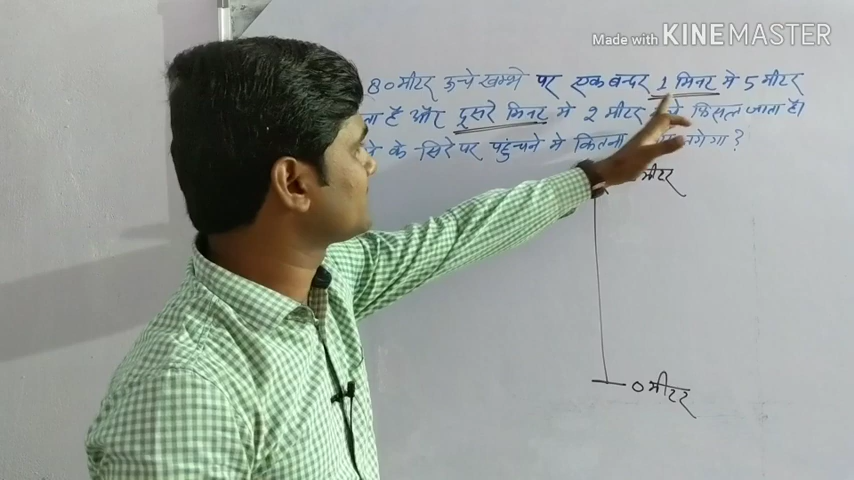 Made with KINEMASTER
80 मीटर ऊचे खम्भे पर एक बन्दर 1 मिनट मे 5 मीटर
है और दूसरे मिनट मे 2 मीटर फिसल जाता है।
के सिरे पर पहुंचने मे कितना लगेगा?
मीटर
0 मीटर